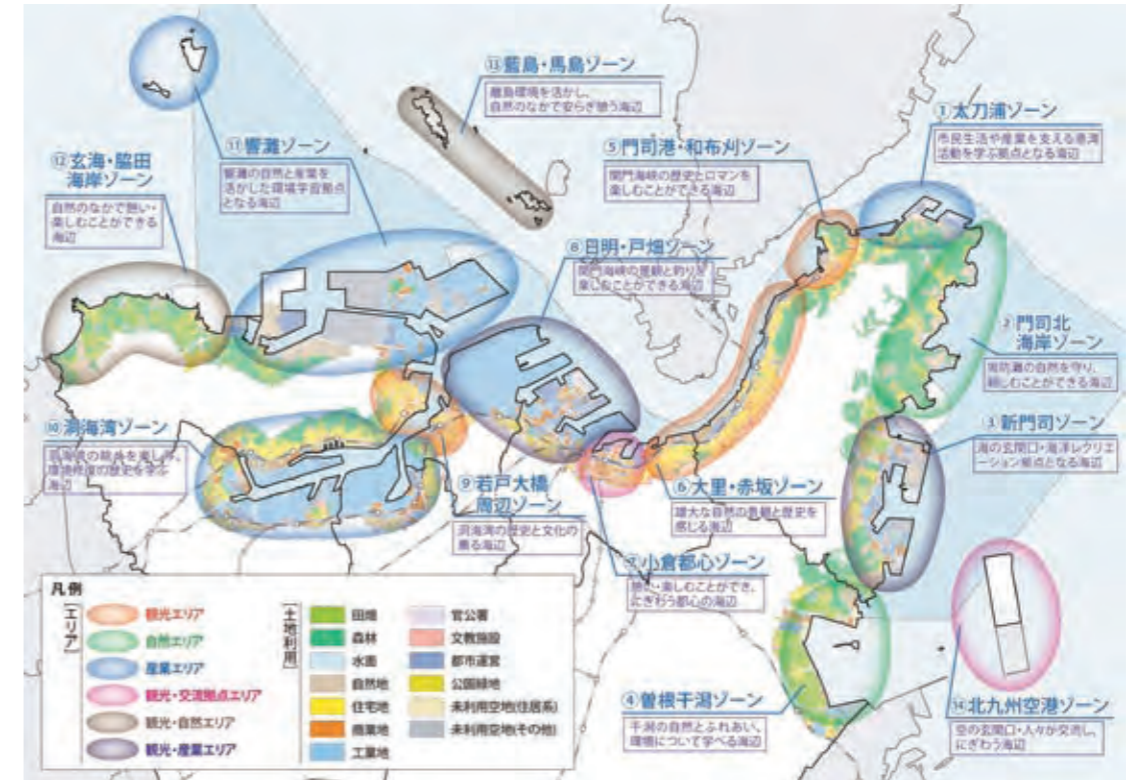 ①太刀浦ゾーン
市民生活や産業を支える港湾
活動を学ぶ拠点となる海辺
②門司北
海岸ゾーン
周防灘の自然を守り、
親しむことができる海辺
③新門司ゾーン
海の玄関口・海洋レクリエ
ーション拠点となる海辺
④曽根干潟ゾーン
干潟の自然とふれあい、
環境について学べる海辺
⑤門司港・和布刈ゾーン
関門海峡の歴史とロマンを
楽しむことができる海辺
⑥大里・赤坂ゾーン
雄大な自然の景観と歴史を
感じる海辺
⑦小倉都心ゾーン
憩い・楽しむことができ、
にぎわう都心の海辺
⑧日明・戸畑ゾーン
関門海峡の景観と釣りを
楽しむことができる海辺
⑨若戸大橋
周辺ゾーン
洞海湾の歴史と文化の
薫る海辺
⑩洞海湾ゾーン
環境修復の歴史を学ぶ
海辺
⑪響灘ゾーン
響灘の自然と産業を
活かした環境学習拠点
となる海辺
⑫玄海・脇田
海岸ゾーン
自然のなかで憩い・
楽しむことができる
海辺
⑬藍島・馬島ゾーン
離島環境を活かし、
自然のなかで安らぎ憩う海辺
⑭北九州空港ゾーン
空の玄関口・人々が交流し、
にぎわう海辺
凡例
[エリア]
観光エリア
自然エリア
産業エリア
観光・交流拠点エリア
観光・自然エリア
観光・産業エリア
[土地利用]
田畑
森林
水面
自然地
住宅地
商業地
工業地
官公署
文教施設
都市運営
公園緑地
未利用空地(住居系)
未利用空地(その他)